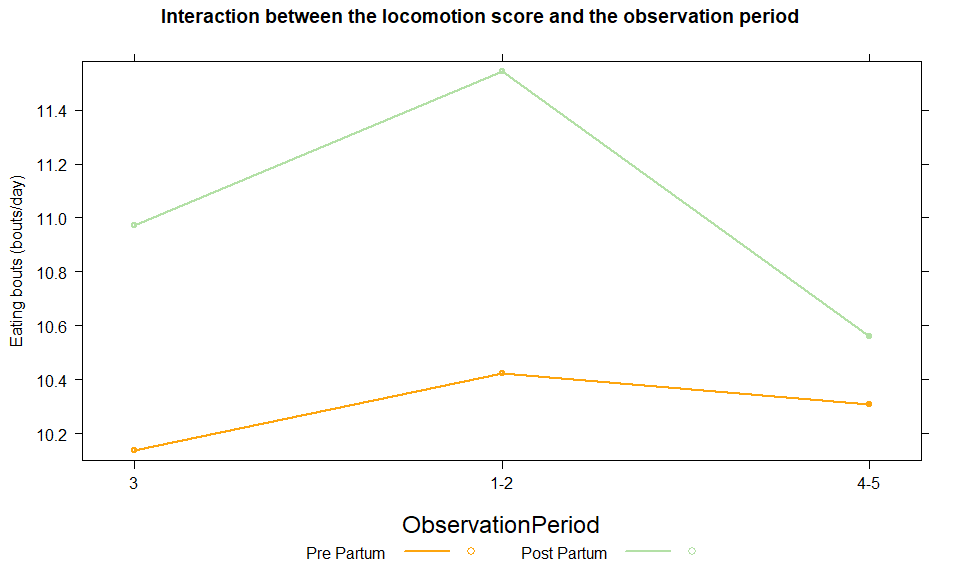 Interaction between the locomotion score and the observation period
Eating bouts (bouts/day)
11.4
11.2
11.0
10.8
10.6
10.4
10.2
3 1-2 4-5
ObservationPeriod
Pre Partum Post Partum